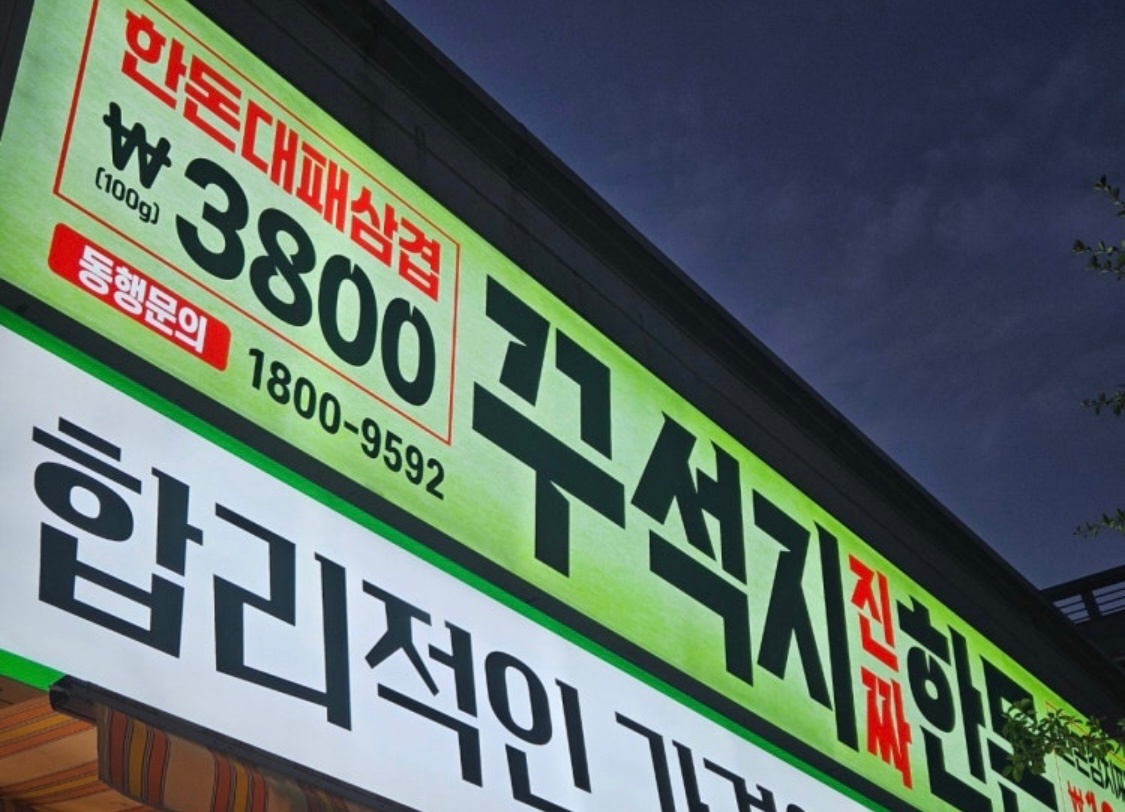 한돈대패삼겹
₩3800
(100g)
동행문의
1800-9592
꾸석지
진짜
한돈
합리적인